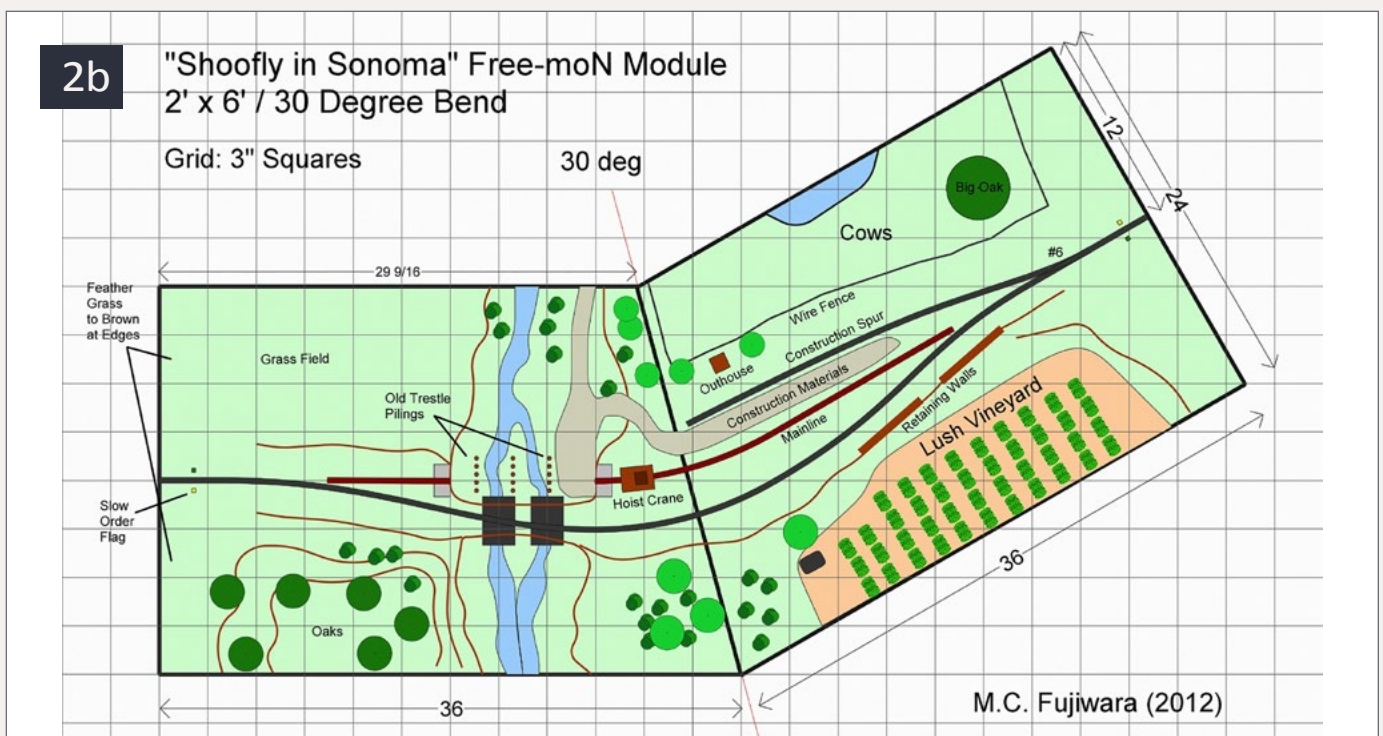 2b
"Shoofly in Sonoma" Free-moN Module
2' x 6' / 30 Degree Bend
Grid: 3" Squares
30 deg
12
24
Big Oak
Cows
#6
29 9/16
Feather
Grass
to Brown
at Edges
Wire Fence
Construction Spur
Grass Field
Outhouse
Construction Materials
Old Trestle
Pilings
Mainline
Retaining Walls
Lush Vineyard
Hoist Crane
Slow
Order
Flag
36
Oaks
36
M.C. Fujiwara (2012)